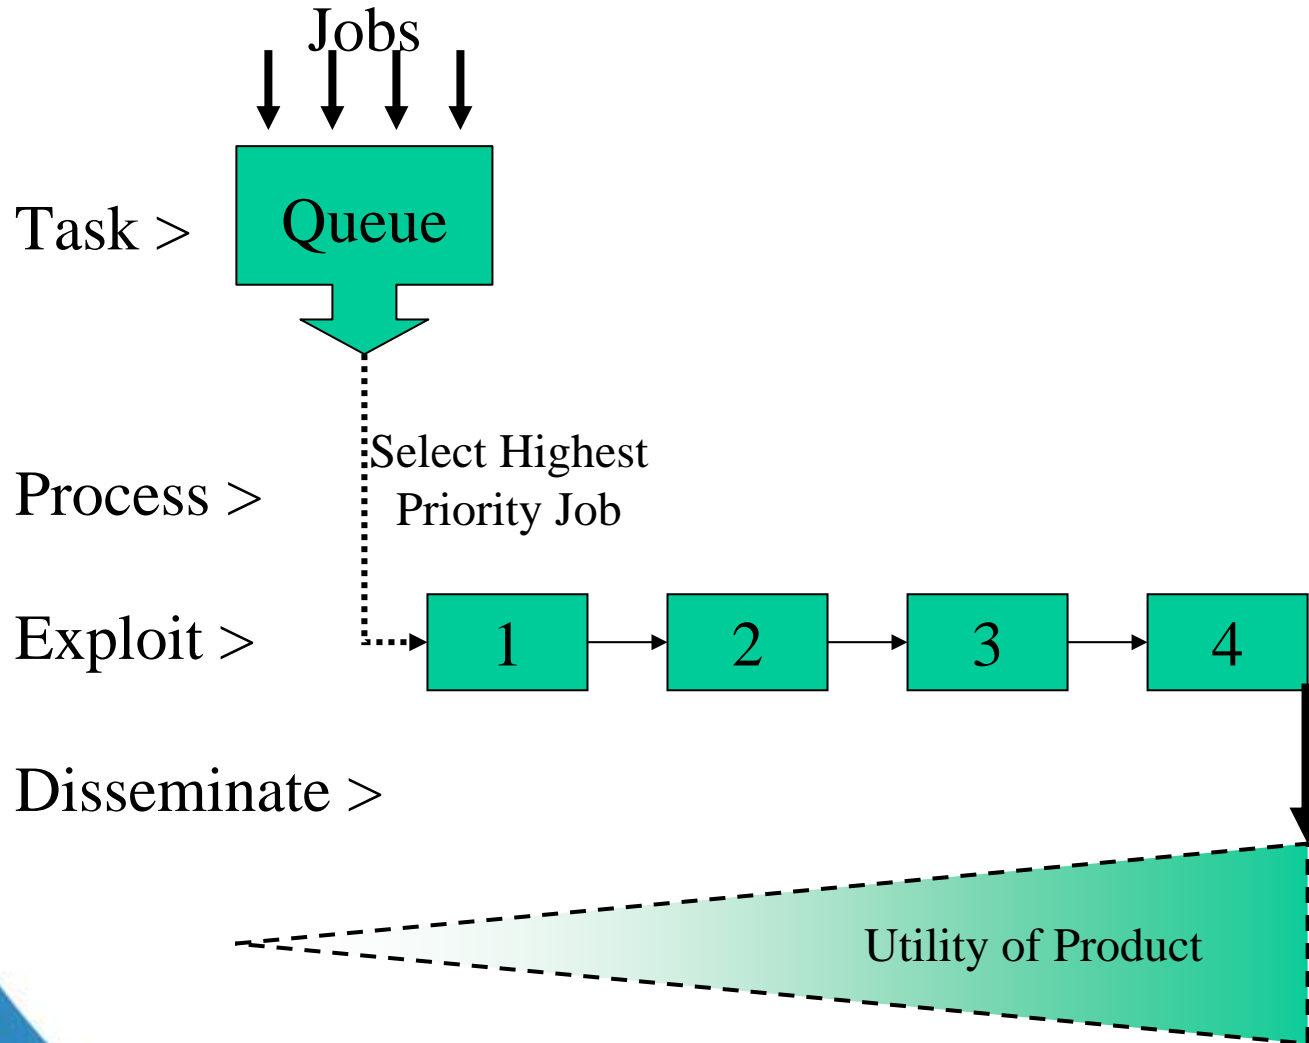 Jobs
Task >
Queue
Select Highest
Priority Job
Process >
Exploit >
1
2
3
4
Disseminate >
Utility of Product